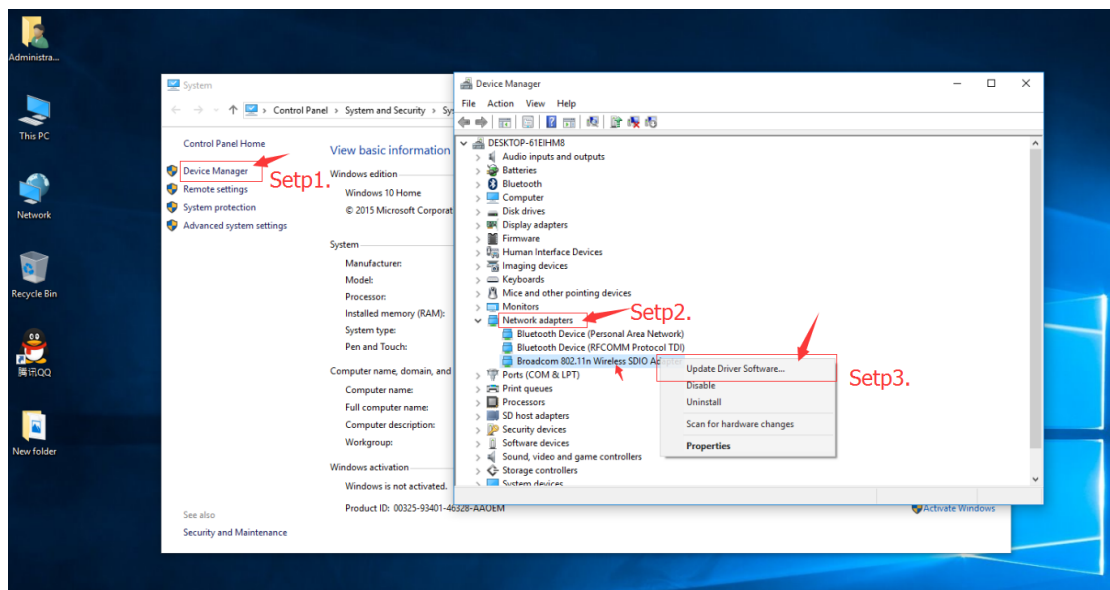 Administra...
This PC
Network
Recycle Bin
腾讯QQ
New folder
System
Control Panel > System and Security > Sy
Control Panel Home
Device Manager
Remote settings
System protection
Advanced system settings
Setp1.
View basic information
Windows edition
Windows 10 Home
© 2015 Microsoft Corporat
System
Manufacturer:
Model:
Processor:
Installed memory (RAM):
System type:
Pen and Touch:
Computer name, domain, and
Computer name:
Full computer name:
Computer description:
Workgroup:
Windows activation
Windows is not activated.
Product ID: 00325-93401-46328-AAOEM
Activate Windows
See also
Security and Maintenance
Device Manager
File Action View Help
DESKTOP-61EIHM8
Audio inputs and outputs
Batteries
Bluetooth
Computer
Disk drives
Display adapters
Firmware
Human Interface Devices
Imaging devices
Keyboards
Mice and other pointing devices
Monitors
Network adapters
Setp2.
Bluetooth Device (Personal Area Network)
Bluetooth Device (RFCOMM Protocol TDI)
Broadcom 802.11n Wireless SDIO Adapter
Ports (COM & LPT)
Print queues
Processors
SD host adapters
Security devices
Software devices
Sound, video and game controllers
Storage controllers
System devices
Update Driver Software...
Disable
Uninstall
Scan for hardware changes
Properties
Setp3.